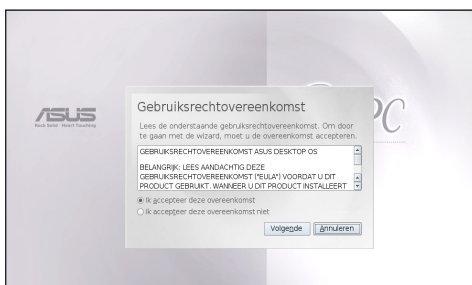 ASUS
Rock Solid · Heart Touching
PC
Gebruiksrechtovereenkomst
Lees de onderstaande gebruiksrechtovereenkomst. Om door
te gaan met de wizard, moet u de overeenkomst accepteren.
GEBRUIKSRECHTOVEREENKOMST ASUS DESKTOP OS
BELANGRIJK: LEES AANDACHTIG DEZE
GEBRUIKSRECHTOVEREENKOMST ("EULA") VOORDAT U DIT
PRODUCT GEBRUIKT. WANNEER U DIT PRODUCT INSTALLEERT
Ik accepteer deze overeenkomst
Ik accepteer deze overeenkomst niet
Volgende
Annuleren